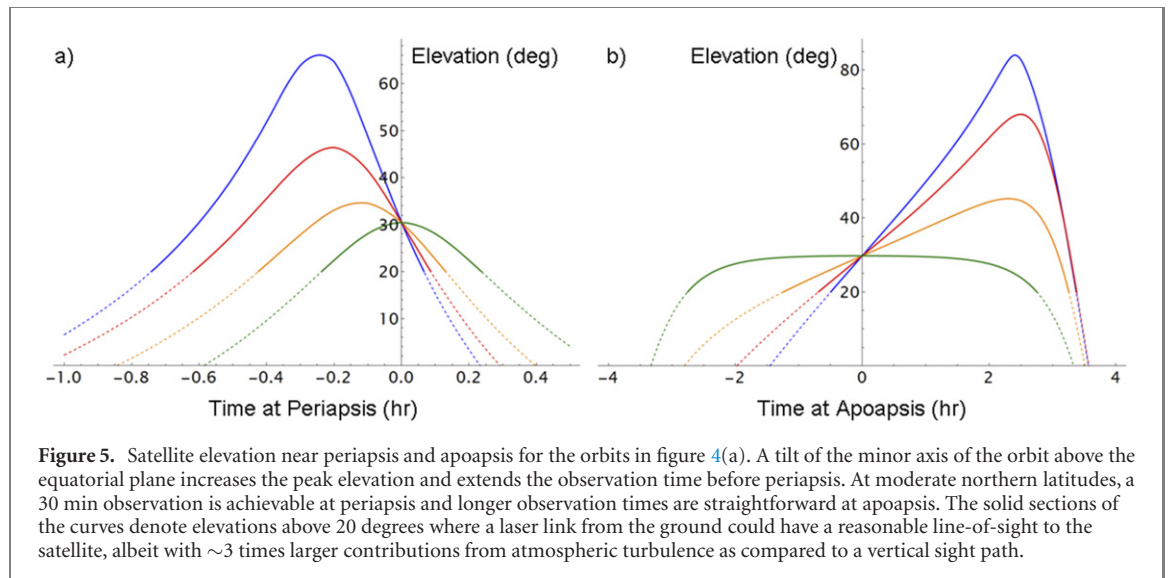 a)
Elevation (deg)
60
50
40
30
20
10
−1.0 −0.8 −0.6 −0.4 −0.2 0.0 0.2 0.4
Time at Periapsis (hr)
b)
Elevation (deg)
80
60
40
20
−4 −2 0 2 4
Time at Apoapsis (hr)
Figure 5. Satellite elevation near periapsis and apoapsis for the orbits in figure 4(a). A tilt of the minor axis of the orbit above the
equatorial plane increases the peak elevation and extends the observation time before periapsis. At moderate northern latitudes, a
30 min observation is achievable at periapsis and longer observation times are straightforward at apoapsis. The solid sections of
the curves denote elevations above 20 degrees where a laser link from the ground could have a reasonable line-of-sight to the
satellite, albeit with ∼3 times larger contributions from atmospheric turbulence as compared to a vertical sight path.